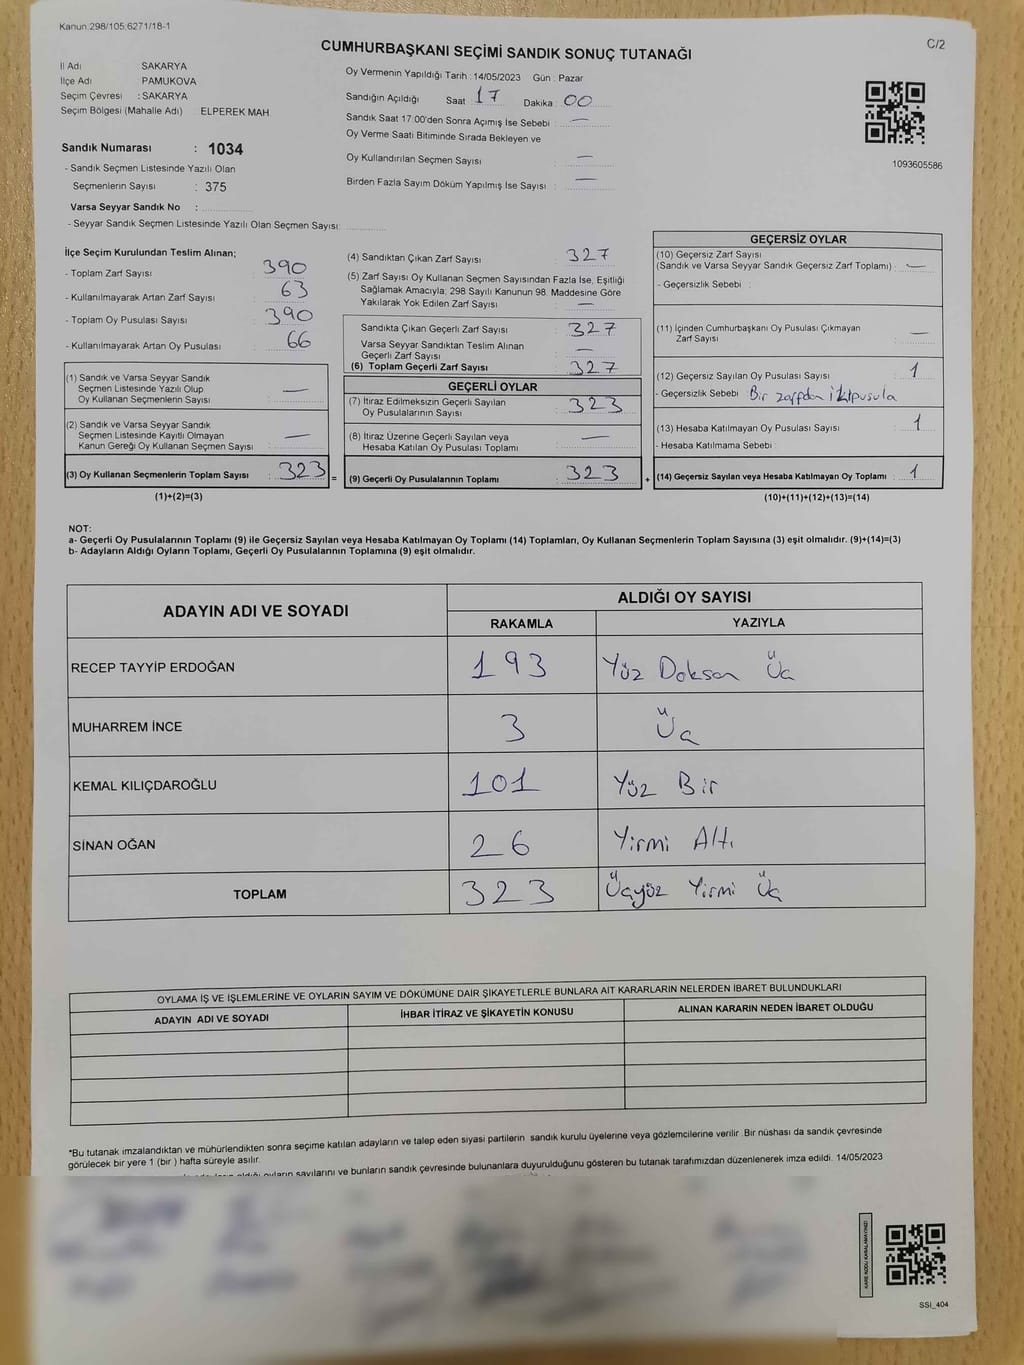 Kanun:298/105;6271/18-1
C/2
CUMHURBAŞKANI SEÇİMİ SANDIK SONUÇ TUTANAĞI
İl Adı SAKARYA
İlçe Adı PAMUKOVA
Seçim Çevresi : SAKARYA
Seçim Bölgesi (Mahalle Adı) ELPEREK MAH
Sandık Numarası : 1034
- Sandık Seçmen Listesinde Yazılı Olan
Seçmenlerin Sayısı : 375
Varsa Seyyar Sandık No :
- Seyyar Sandık Seçmen Listesinde Yazılı Olan Seçmen Sayısı:
Oy Vermenin Yapıldığı Tarih : 14/05/2023 Gün : Pazar
Sandığın Açıldığı Saat 17 Dakika : 00
Sandık Saat 17:00'den Sonra Açımış İse Sebebi : —
Oy Verme Saati Bitiminde Sırada Bekleyen ve
Oy Kullandırılan Seçmen Sayısı : —
Birden Fazla Sayım Döküm Yapılmış İse Sayısı : —
1093605586
İlçe Seçim Kurulundan Teslim Alınan;
- Toplam Zarf Sayısı : 390
- Kullanılmayarak Artan Zarf Sayısı : 63
- Toplam Oy Pusulası Sayısı : 390
- Kullanılmayarak Artan Oy Pusulası : 66
(1) Sandık ve Varsa Seyyar Sandık
Seçmen Listesinde Yazılı Olup
Oy Kullanan Seçmenlerin Sayısı : —
(2) Sandık ve Varsa Seyyar Sandık
Seçmen Listesinde Kayıtlı Olmayan
Kanun Gereği Oy Kullanan Seçmen Sayısı : —
(3) Oy Kullanan Seçmenlerin Toplam Sayısı : 323
(1)+(2)=(3)
=
(4) Sandıktan Çıkan Zarf Sayısı : 327
(5) Zarf Sayısı Oy Kullanan Seçmen Sayısından Fazla İse, Eşitliği
Sağlamak Amacıyla; 298 Sayılı Kanunun 98. Maddesine Göre
Yakılarak Yok Edilen Zarf Sayısı : —
Sandıkta Çıkan Geçerli Zarf Sayısı : 327
Varsa Seyyar Sandıktan Teslim Alınan
Geçerli Zarf Sayısı : —
(6) Toplam Geçerli Zarf Sayısı : 327
GEÇERLİ OYLAR
(7) İtiraz Edilmeksizin Geçerli Sayılan
Oy Pusulalarının Sayısı : 323
(8) İtiraz Üzerine Geçerli Sayılan veya
Hesaba Katılan Oy Pusulası Toplamı : —
(9) Geçerli Oy Pusulalarının Toplamı : 323
+
GEÇERSİZ OYLAR
(10) Geçersiz Zarf Sayısı
(Sandık ve Varsa Seyyar Sandık Geçersiz Zarf Toplamı) : —
- Geçersizlik Sebebi :
(11) İçinden Cumhurbaşkanı Oy Pusulası Çıkmayan
Zarf Sayısı : —
(12) Geçersiz Sayılan Oy Pusulası Sayısı : 1
- Geçersizlik Sebebi Bir zarfdan iki pusula
(13) Hesaba Katılmayan Oy Pusulası Sayısı : 1
- Hesaba Katılmama Sebebi :
(14) Geçersiz Sayılan veya Hesaba Katılmayan Oy Toplamı : 1
(10)+(11)+(12)+(13)=(14)
NOT:
a- Geçerli Oy Pusulalarının Toplamı (9) ile Geçersiz Sayılan veya Hesaba Katılmayan Oy Toplamı (14) Toplamları, Oy Kullanan Seçmenlerin Toplam Sayısına (3) eşit olmalıdır. (9)+(14)=(3)
b- Adayların Aldığı Oyların Toplamı, Geçerli Oy Pusulalarının Toplamına (9) eşit olmalıdır.
ADAYIN ADI VE SOYADI ALDIĞI OY SAYISI
RAKAMLA YAZIYLA
RECEP TAYYİP ERDOĞAN 193 Yüz Doksan Üç
MUHARREM İNCE 3 Üç
KEMAL KILIÇDAROĞLU 101 Yüz Bir
SİNAN OĞAN 26 Yirmi Altı
TOPLAM 323 Üçyüz Yirmi Üç
OYLAMA İŞ VE İŞLEMLERİNE VE OYLARIN SAYIM VE DÖKÜMÜNE DAİR ŞİKAYETLERLE BUNLARA AİT KARARLARIN NELERDEN İBARET BULUNDUKLARI
ADAYIN ADI VE SOYADI İHBAR İTİRAZ VE ŞİKAYETİN KONUSU ALINAN KARARIN NEDEN İBARET OLDUĞU
*Bu tutanak imzalandıktan ve mühürlendikten sonra seçime katılan adayların ve talep eden siyasi partilerin sandık kurulu üyelerine veya gözlemcilerine verilir. Bir nüshası da sandık çevresinde
görülecek bir yere 1 (bir) hafta süreyle asılır.
oyların sayılarını ve bunların sandık çevresinde bulunanlara duyurulduğunu gösteren bu tutanak tarafımızdan düzenlenerek imza edildi. 14/05/2023
KARE KODU KARALAMAYINIZ!
SSI_404